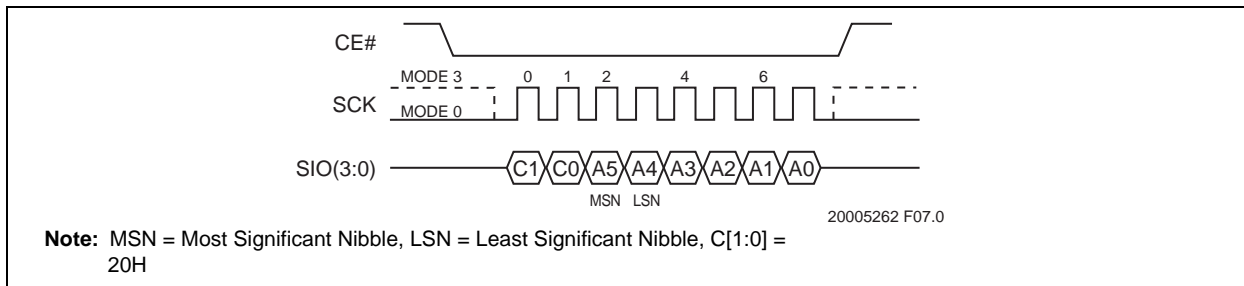 CE#
MODE 3 0 1 2 4 6
SCK
MODE 0
SIO(3:0) C1 C0 A5 A4 A3 A2 A1 A0
MSN LSN
20005262 F07.0
Note: MSN = Most Significant Nibble, LSN = Least Significant Nibble, C[1:0] =
20H